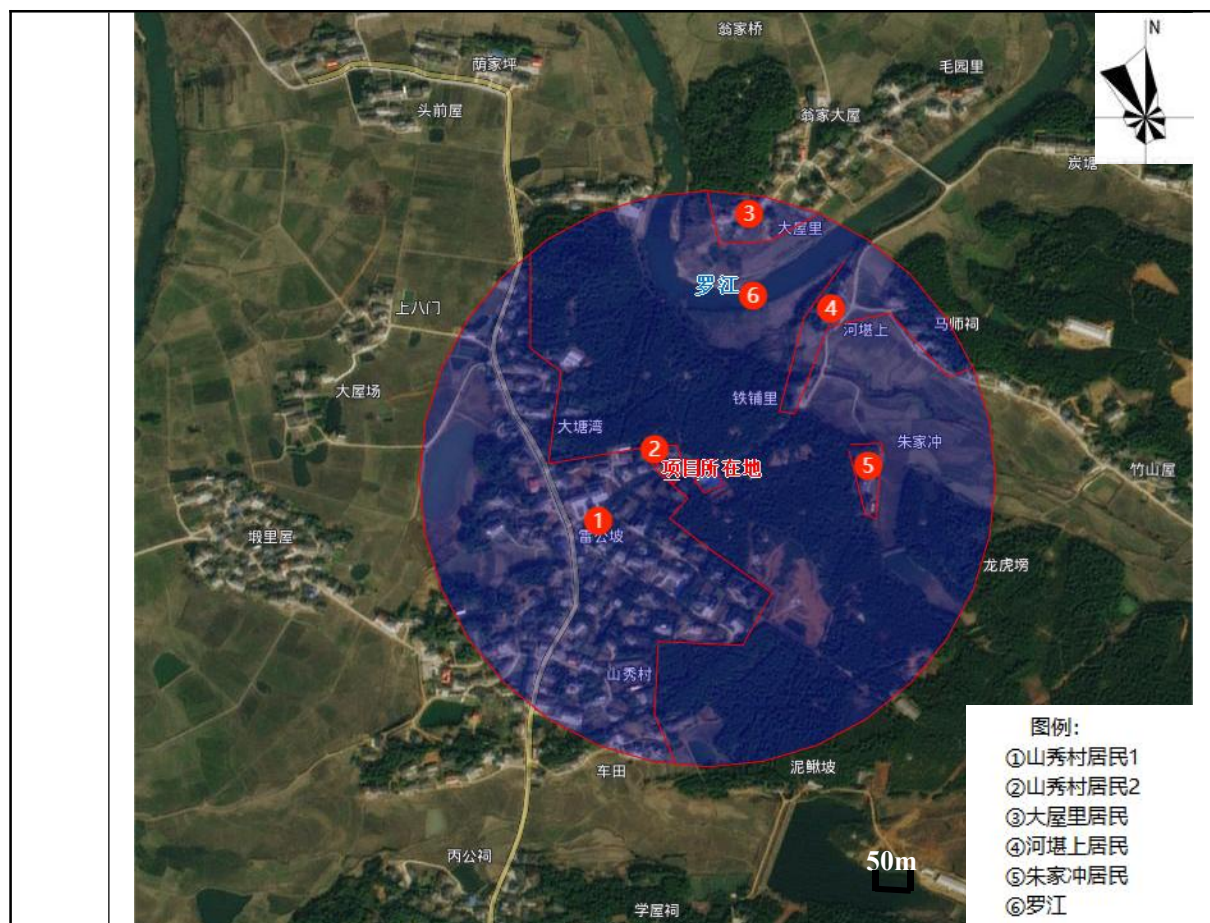 翁家桥
N
荫家坪
毛园里
头前屋
翁家大屋
炭塘
③
大屋里
罗江
⑥
上八门
④
河堪上
马师祠
大屋场
铁铺里
大塘湾
②
朱家冲
项目所在地
⑤
竹山屋
①
雷公坡
塅里屋
龙虎塝
山秀村
车田
泥鳅坡
丙公祠
学屋祠
50m
图例:
①山秀村居民1
②山秀村居民2
③大屋里居民
④河堪上居民
⑤朱家冲居民
⑥罗江